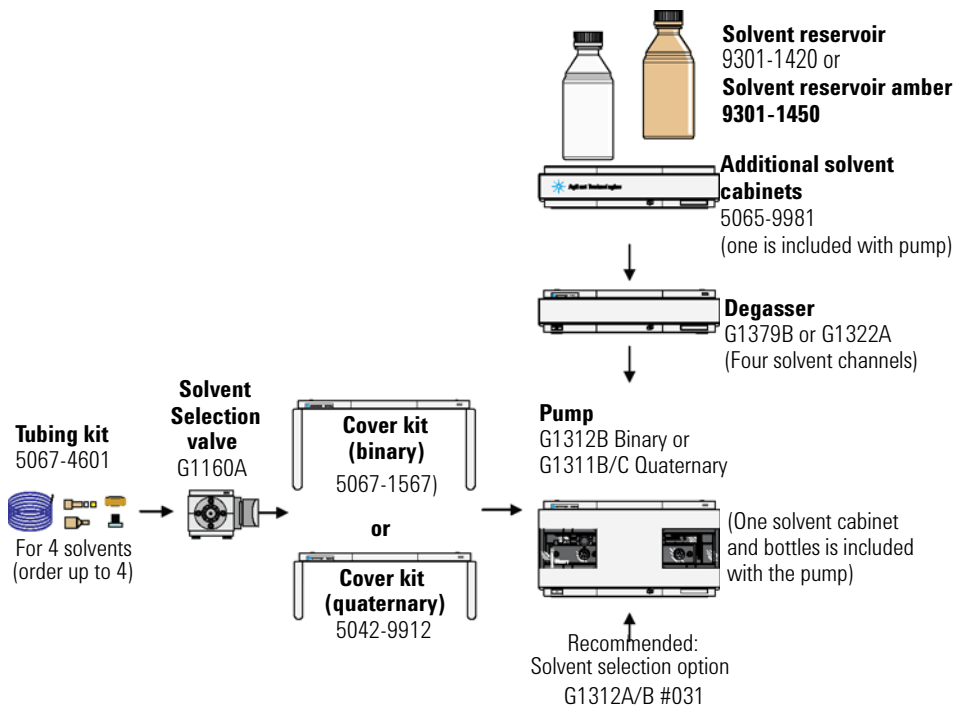 Solvent reservoir
9301-1420 or
Solvent reservoir amber
9301-1450
Additional solvent
cabinets
5065-9981
(one is included with pump)
Agilent Technologies
Degasser
G1379B or G1322A
(Four solvent channels)
Pump
G1312B Binary or
G1311B/C Quaternary
(One solvent cabinet
and bottles is included
with the pump)
Recommended:
Solvent selection option
G1312A/B #031
Tubing kit
5067-4601
For 4 solvents
(order up to 4)
Solvent
Selection
valve
G1160A
Cover kit
(binary)
5067-1567)
or
Cover kit
(quaternary)
5042-9912